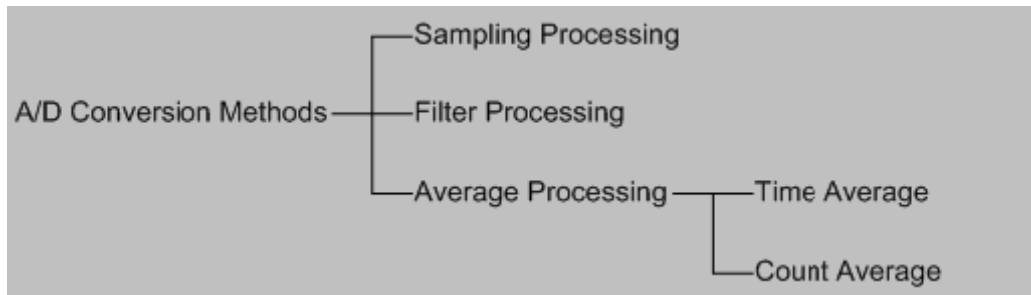 Sampling Processing
A/D Conversion Methods
Filter Processing
Average Processing
Time Average
Count Average